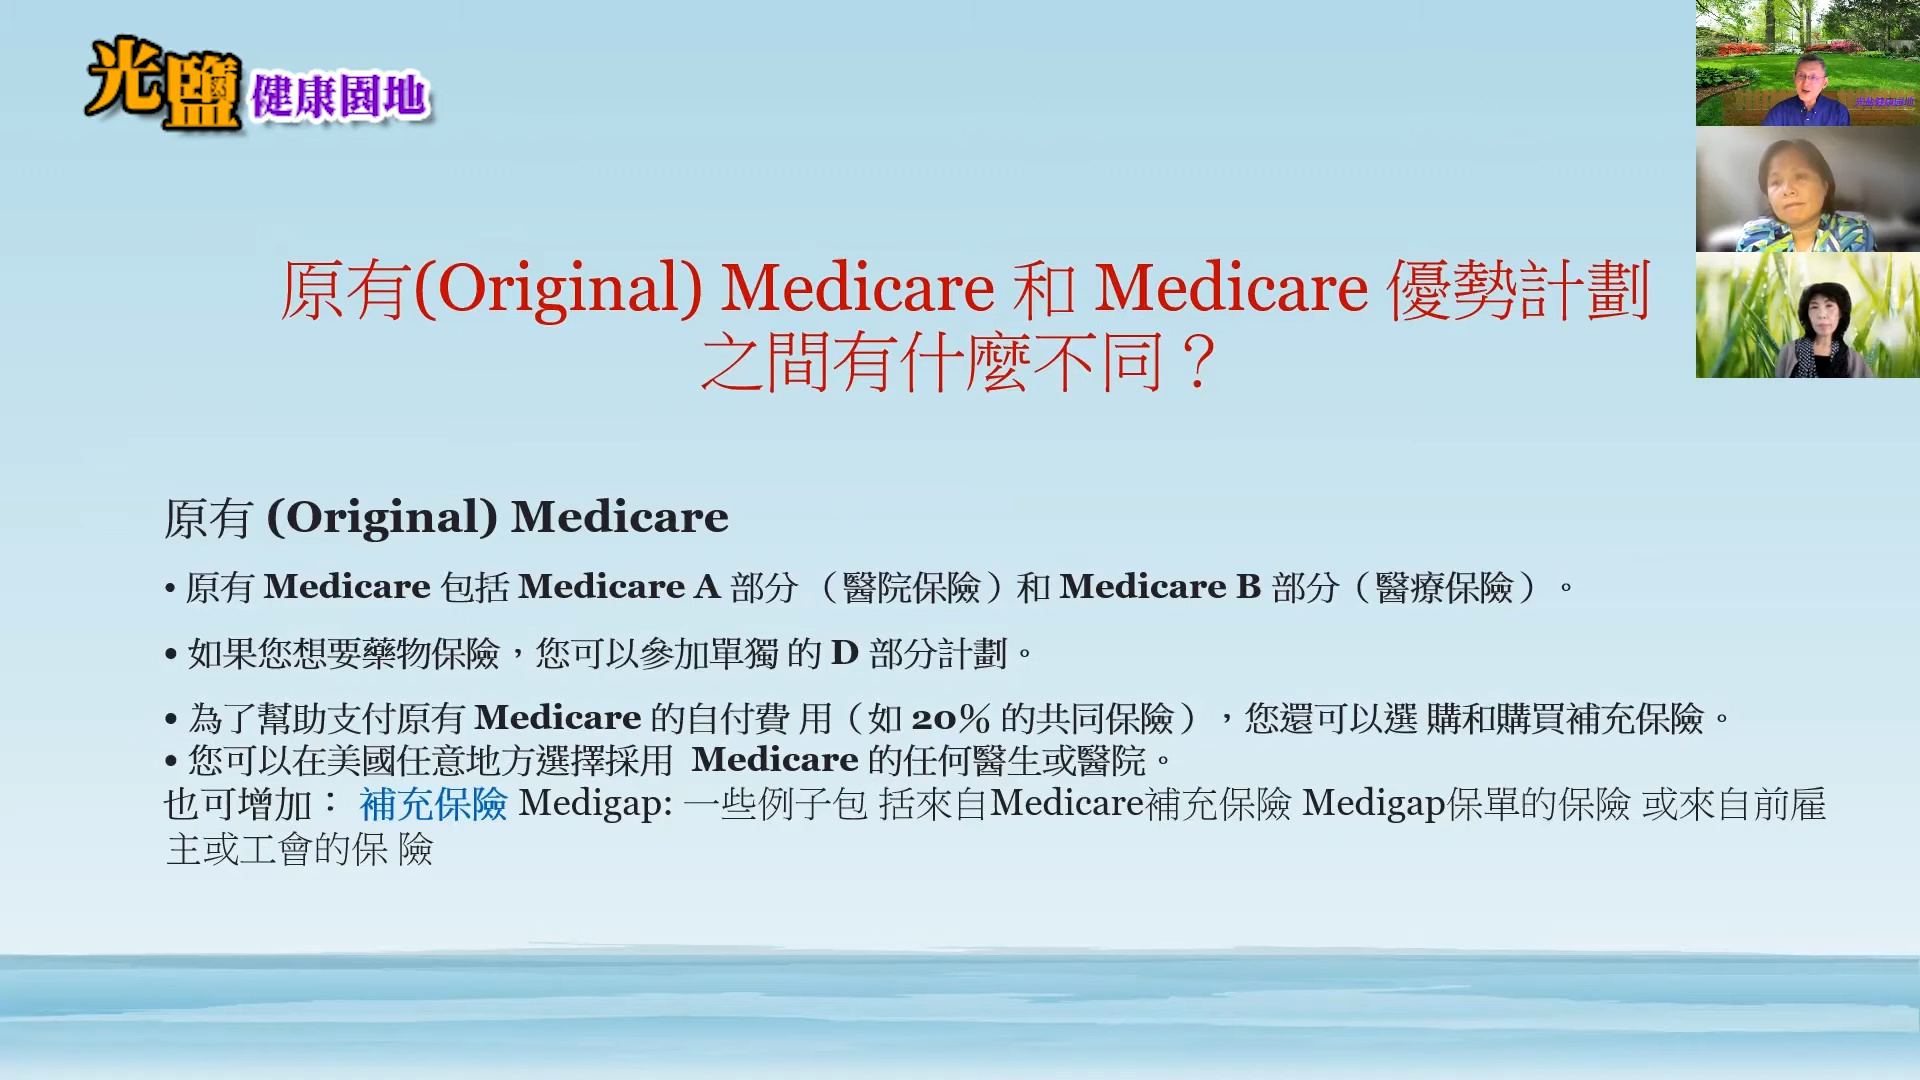 光鹽健康園地
原有(Original) Medicare 和 Medicare 優勢計劃
之間有什麼不同？
原有 (Original) Medicare
• 原有 Medicare 包括 Medicare A 部分 （醫院保險）和 Medicare B 部分（醫療保險）。
• 如果您想要藥物保險，您可以參加單獨 的 D 部分計劃。
• 為了幫助支付原有 Medicare 的自付費 用（如 20% 的共同保險），您還可以選 購和購買補充保險。
• 您可以在美國任意地方選擇採用 Medicare 的任何醫生或醫院。
也可增加： 補充保險 Medigap: 一些例子包 括來自Medicare補充保險 Medigap保單的保險 或來自前雇
主或工會的保 險
光鹽健康園地